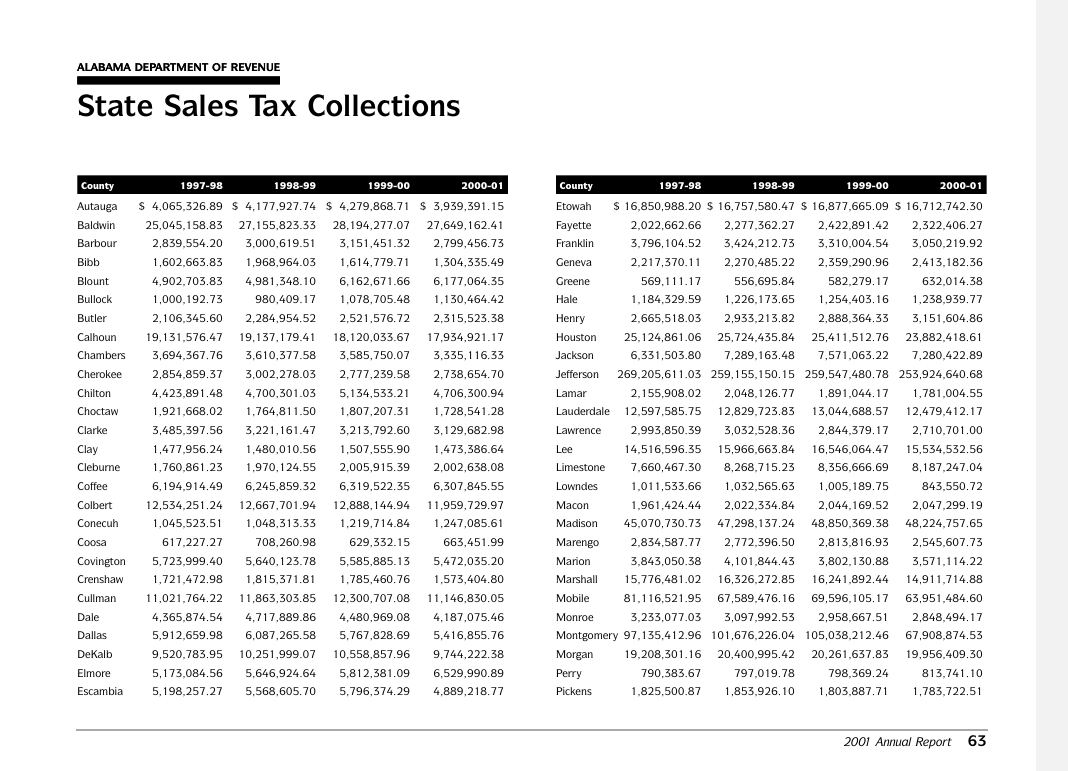 ALABAMA DEPARTMENT OF REVENUE
State Sales Tax Collections
County 1997-98 1998-99 1999-00 2000-01
Autauga $ 4,065,326.89 $ 4,177,927.74 $ 4,279,868.71 $ 3,939,391.15
Baldwin 25,045,158.83 27,155,823.33 28,194,277.07 27,649,162.41
Barbour 2,839,554.20 3,000,619.51 3,151,451.32 2,799,456.73
Bibb 1,602,663.83 1,968,964.03 1,614,779.71 1,304,335.49
Blount 4,902,703.83 4,981,348.10 6,162,671.66 6,177,064.35
Bullock 1,000,192.73 980,409.17 1,078,705.48 1,130,464.42
Butler 2,106,345.60 2,284,954.52 2,521,576.72 2,315,523.38
Calhoun 19,131,576.47 19,137,179.41 18,120,033.67 17,934,921.17
Chambers 3,694,367.76 3,610,377.58 3,585,750.07 3,335,116.33
Cherokee 2,854,859.37 3,002,278.03 2,777,239.58 2,738,654.70
Chilton 4,423,891.48 4,700,301.03 5,134,533.21 4,706,300.94
Choctaw 1,921,668.02 1,764,811.50 1,807,207.31 1,728,541.28
Clarke 3,485,397.56 3,221,161.47 3,213,792.60 3,129,682.98
Clay 1,477,956.24 1,480,010.56 1,507,555.90 1,473,386.64
Cleburne 1,760,861.23 1,970,124.55 2,005,915.39 2,002,638.08
Coffee 6,194,914.49 6,245,859.32 6,319,522.35 6,307,845.55
Colbert 12,534,251.24 12,667,701.94 12,888,144.94 11,959,729.97
Conecuh 1,045,523.51 1,048,313.33 1,219,714.84 1,247,085.61
Coosa 617,227.27 708,260.98 629,332.15 663,451.99
Covington 5,723,999.40 5,640,123.78 5,585,885.13 5,472,035.20
Crenshaw 1,721,472.98 1,815,371.81 1,785,460.76 1,573,404.80
Cullman 11,021,764.22 11,863,303.85 12,300,707.08 11,146,830.05
Dale 4,365,874.54 4,717,889.86 4,480,969.08 4,187,075.46
Dallas 5,912,659.98 6,087,265.58 5,767,828.69 5,416,855.76
DeKalb 9,520,783.95 10,251,999.07 10,558,857.96 9,744,222.38
Elmore 5,173,084.56 5,646,924.64 5,812,381.09 6,529,990.89
Escambia 5,198,257.27 5,568,605.70 5,796,374.29 4,889,218.77
County 1997-98 1998-99 1999-00 2000-01
Etowah $ 16,850,988.20 $ 16,757,580.47 $ 16,877,665.09 $ 16,712,742.30
Fayette 2,022,662.66 2,277,362.27 2,422,891.42 2,322,406.27
Franklin 3,796,104.52 3,424,212.73 3,310,004.54 3,050,219.92
Geneva 2,217,370.11 2,270,485.22 2,359,290.96 2,413,182.36
Greene 569,111.17 556,695.84 582,279.17 632,014.38
Hale 1,184,329.59 1,226,173.65 1,254,403.16 1,238,939.77
Henry 2,665,518.03 2,933,213.82 2,888,364.33 3,151,604.86
Houston 25,124,861.06 25,724,435.84 25,411,512.76 23,882,418.61
Jackson 6,331,503.80 7,289,163.48 7,571,063.22 7,280,422.89
Jefferson 269,205,611.03 259,155,150.15 259,547,480.78 253,924,640.68
Lamar 2,155,908.02 2,048,126.77 1,891,044.17 1,781,004.55
Lauderdale 12,597,585.75 12,829,723.83 13,044,688.57 12,479,412.17
Lawrence 2,993,850.39 3,032,528.36 2,844,379.17 2,710,701.00
Lee 14,516,596.35 15,966,663.84 16,546,064.47 15,534,532.56
Limestone 7,660,467.30 8,268,715.23 8,356,666.69 8,187,247.04
Lowndes 1,011,533.66 1,032,565.63 1,005,189.75 843,550.72
Macon 1,961,424.44 2,022,334.84 2,044,169.52 2,047,299.19
Madison 45,070,730.73 47,298,137.24 48,850,369.38 48,224,757.65
Marengo 2,834,587.77 2,772,396.50 2,813,816.93 2,545,607.73
Marion 3,843,050.38 4,101,844.43 3,802,130.88 3,571,114.22
Marshall 15,776,481.02 16,326,272.85 16,241,892.44 14,911,714.88
Mobile 81,116,521.95 67,589,476.16 69,596,105.17 63,951,484.60
Monroe 3,233,077.03 3,097,992.53 2,958,667.51 2,848,494.17
Montgomery 97,135,412.96 101,676,226.04 105,038,212.46 67,908,874.53
Morgan 19,208,301.16 20,400,995.42 20,261,637.83 19,956,409.30
Perry 790,383.67 797,019.78 798,369.24 813,741.10
Pickens 1,825,500.87 1,853,926.10 1,803,887.71 1,783,722.51
2001 Annual Report 63